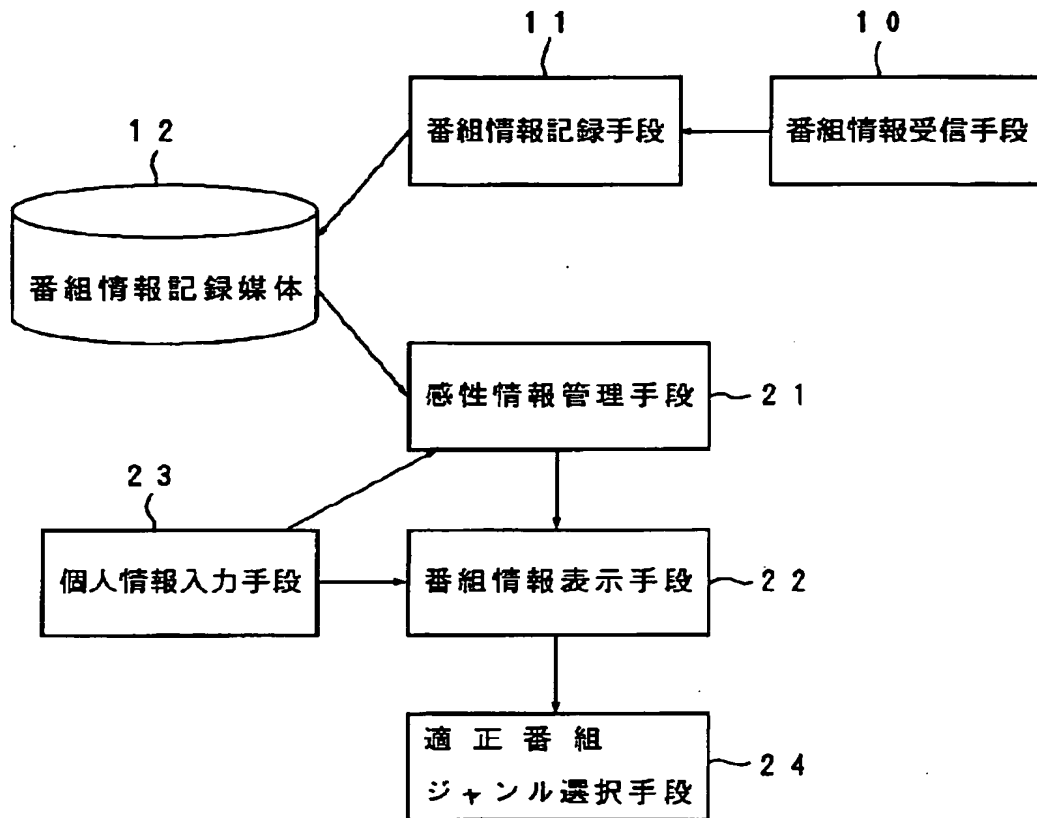 11
10
番組情報記録手段
番組情報受信手段
12
番組情報記録媒体
感性情報管理手段
21
23
個人情報入力手段
番組情報表示手段
22
適正番組
ジャンル選択手段
24